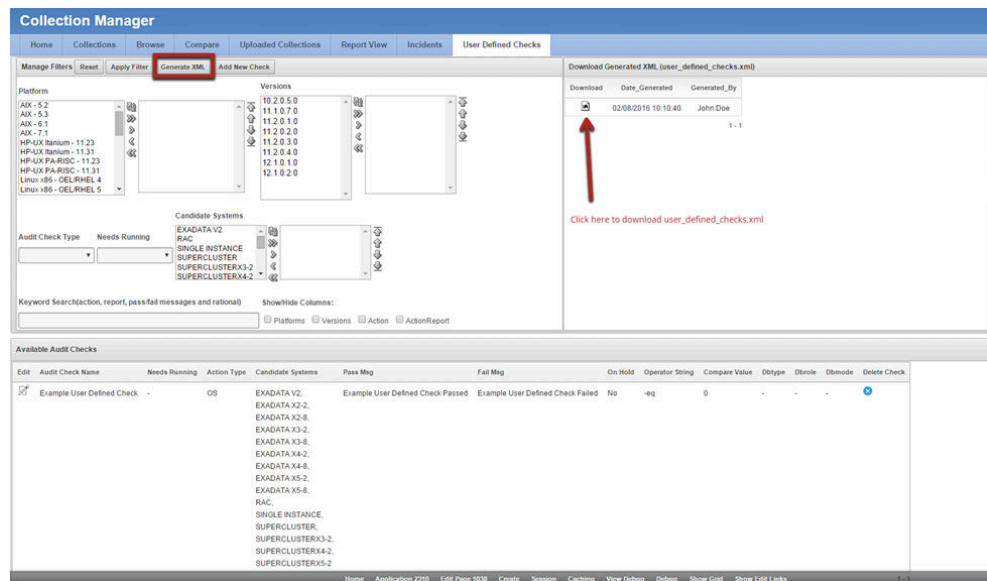 Collection Manager
Home Collections Browse Compare Uploaded Collections Report View Incidents User Defined Checks
Manage Filters Reset Apply Filter Generate XML Add New Check
Download Generated XML (user_defined_checks.xml)
Platform
AIX - 5.2
AIX - 5.3
AIX - 6.1
AIX - 7.1
HP-UX Itanium - 11.23
HP-UX Itanium - 11.31
HP-UX PA-RISC - 11.23
HP-UX PA-RISC - 11.31
Linux x86 - OEL/RHEL 4
Linux x86 - OEL/RHEL 5
Versions
10.2.0.5.0
11.1.0.7.0
11.2.0.1.0
11.2.0.2.0
11.2.0.3.0
11.2.0.4.0
12.1.0.1.0
12.1.0.2.0
Download Date_Generated Generated_By
02/08/2016 10:10:40 John.Doe
1 - 1
Click here to download user_defined_checks.xml
Audit Check Type Needs Running
Candidate Systems
EXADATA V2
RAC
SINGLE INSTANCE
SUPERCLUSTER
SUPERCLUSTERX3-2
SUPERCLUSTERX4-2
Keyword Search(action, report, pass/fail messages and rational)
Show/Hide Columns:
Platforms Versions Action ActionReport
Available Audit Checks
Edit Audit Check Name Needs Running Action Type Candidate Systems Pass Msg Fail Msg On Hold Operator String Compare Value Dbtype Dbrole Dbmode Delete Check
Example User Defined Check - OS EXADATA V2, Example User Defined Check Passed Example User Defined Check Failed No -eq 0 - - -
EXADATA X2-2,
EXADATA X2-8,
EXADATA X3-2,
EXADATA X3-8,
EXADATA X4-2,
EXADATA X4-8,
EXADATA X5-2,
EXADATA X5-8,
RAC,
SINGLE INSTANCE,
SUPERCLUSTER,
SUPERCLUSTERX3-2,
SUPERCLUSTERX4-2,
SUPERCLUSTERX5-2
Home Application 2310 Edit Page 1038 Create Session Caching View Debug Debug Show Grid Show Edit Links